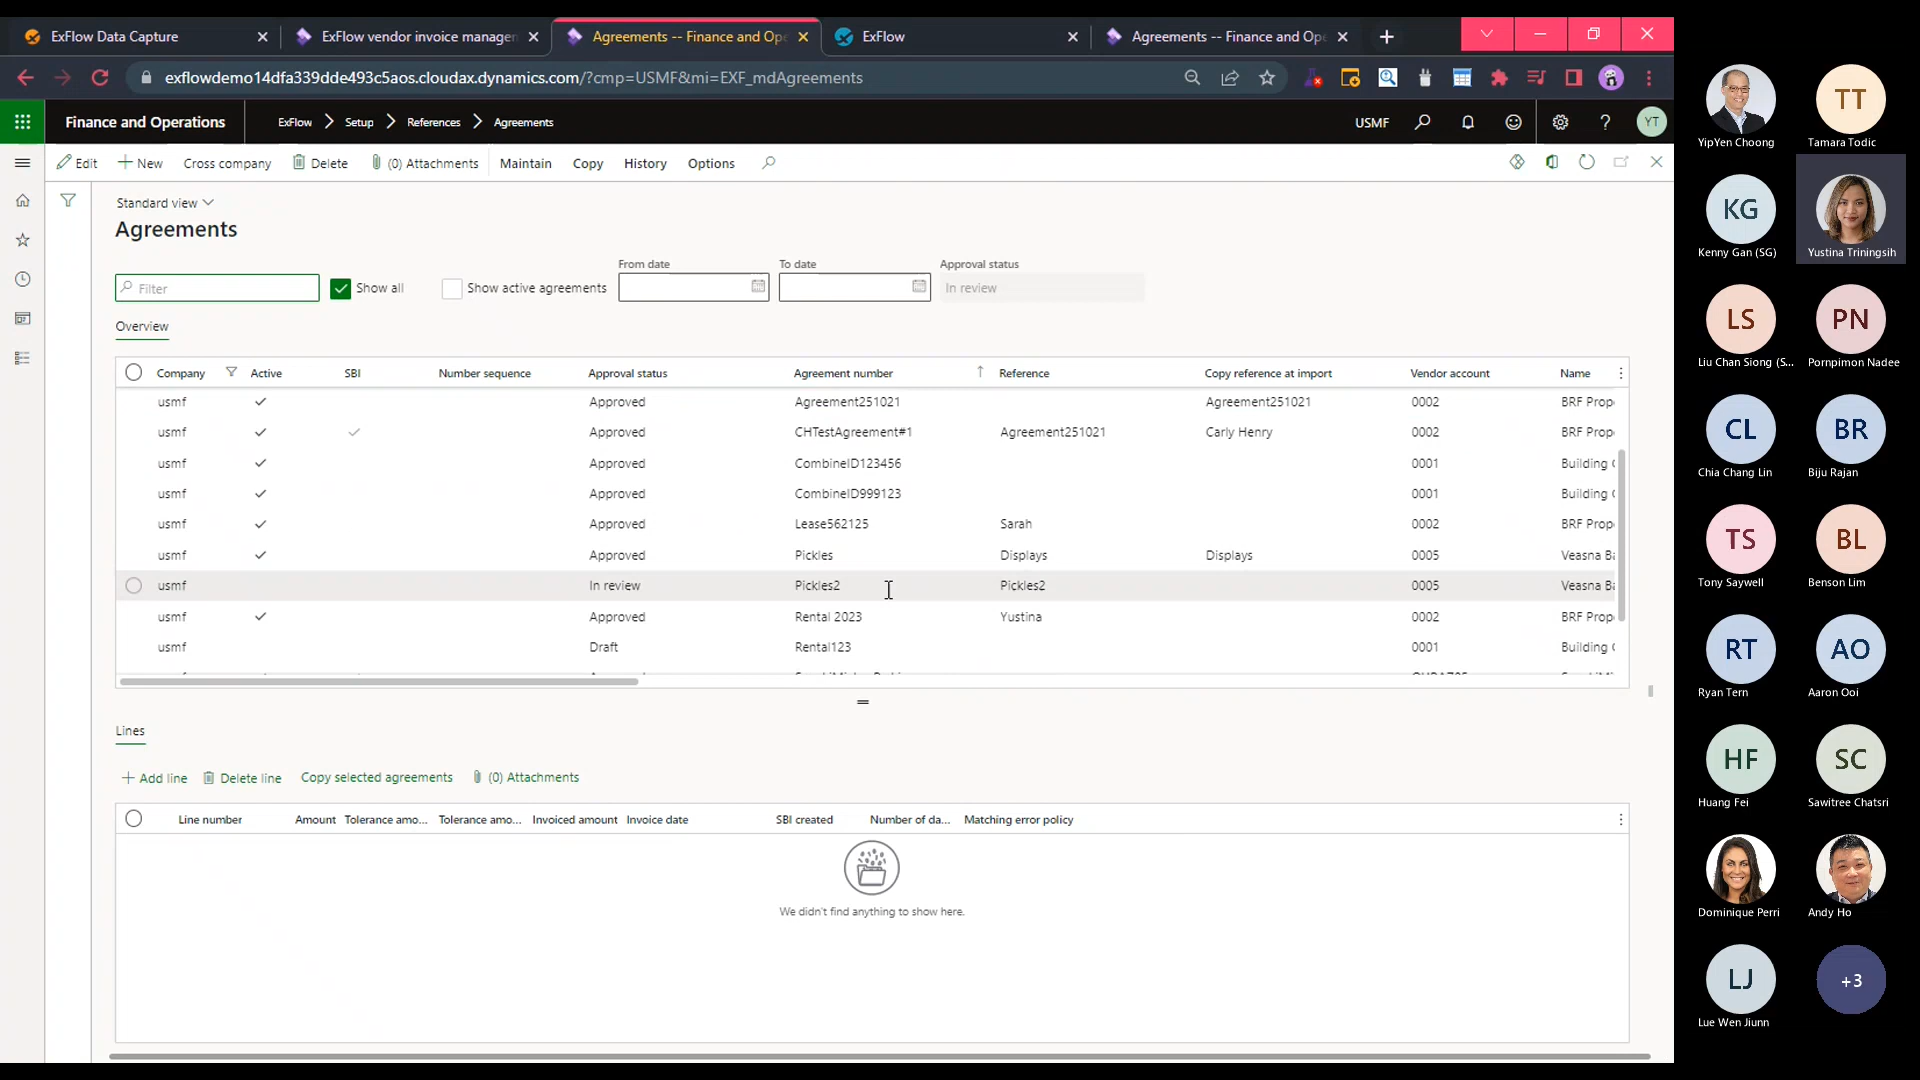 ExFlow Data Capture
ExFlow vendor invoice manager
Agreements -- Finance and Ope
ExFlow
Agreements -- Finance and Op
exflowdemo14dfa339dde493c5aos.cloudax.dynamics.com/?cmp=USMF&mi=EXF_mdAgreements
Finance and Operations
ExFlow > Setup > References > Agreements
USMF
YT
Edit
New
Cross company
Delete
(0) Attachments
Maintain
Copy
History
Options
Standard view
Agreements
From date
To date
Approval status
Filter
Show all
Show active agreements
In review
Overview
Company Active SBI Number sequence Approval status Agreement number Reference Copy reference at import Vendor account Name
usmf Approved Agreement251021 Agreement251021 0002 BRF Prop
usmf Approved CHTestAgreement#1 Agreement251021 Carly Henry 0002 BRF Prop
usmf Approved CombineID123456 0001 Building
usmf Approved CombineID999123 0001 Building
usmf Approved Lease562125 Sarah 0002 BRF Prop
usmf Approved Pickles Displays Displays 0005 Veasna Ba
usmf In review Pickles2 Pickles2 0005 Veasna Ba
usmf Approved Rental 2023 Yustina 0002 BRF Prop
usmf Draft Rental123 0001 Building
Lines
Add line
Delete line
Copy selected agreements
(0) Attachments
Line number Amount Tolerance amo... Tolerance amo... Invoiced amount Invoice date SBI created Number of da... Matching error policy
We didn't find anything to show here.
YipYen Choong
TT
Tamara Todic
KG
Kenny Gan (SG)
Yustina Triningsih
LS
Liu Chan Siong (S...
PN
Pornpimon Nadee
CL
Chia Chang Lin
BR
Biju Rajan
TS
Tony Saywell
BL
Benson Lim
RT
Ryan Tern
AO
Aaron Ooi
HF
Huang Fei
SC
Sawitree Chatsri
Dominique Perri
Andy Ho
LJ
Lue Wen Jiunn
+3